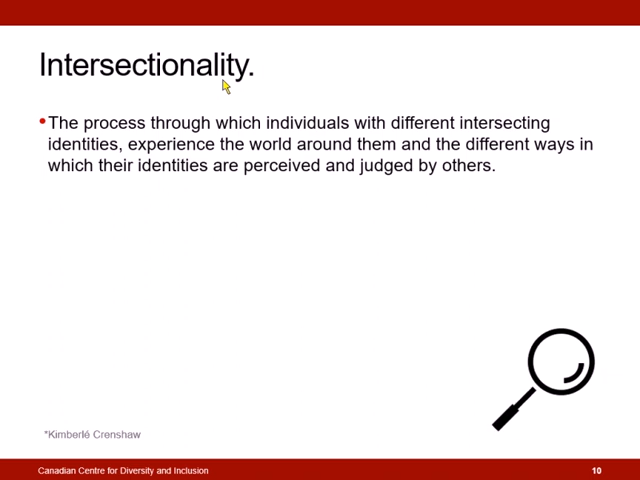 Intersectionality.
•The process through which individuals with different intersecting
identities, experience the world around them and the different ways in
which their identities are perceived and judged by others.
*Kimberlé Crenshaw
Canadian Centre for Diversity and Inclusion
10